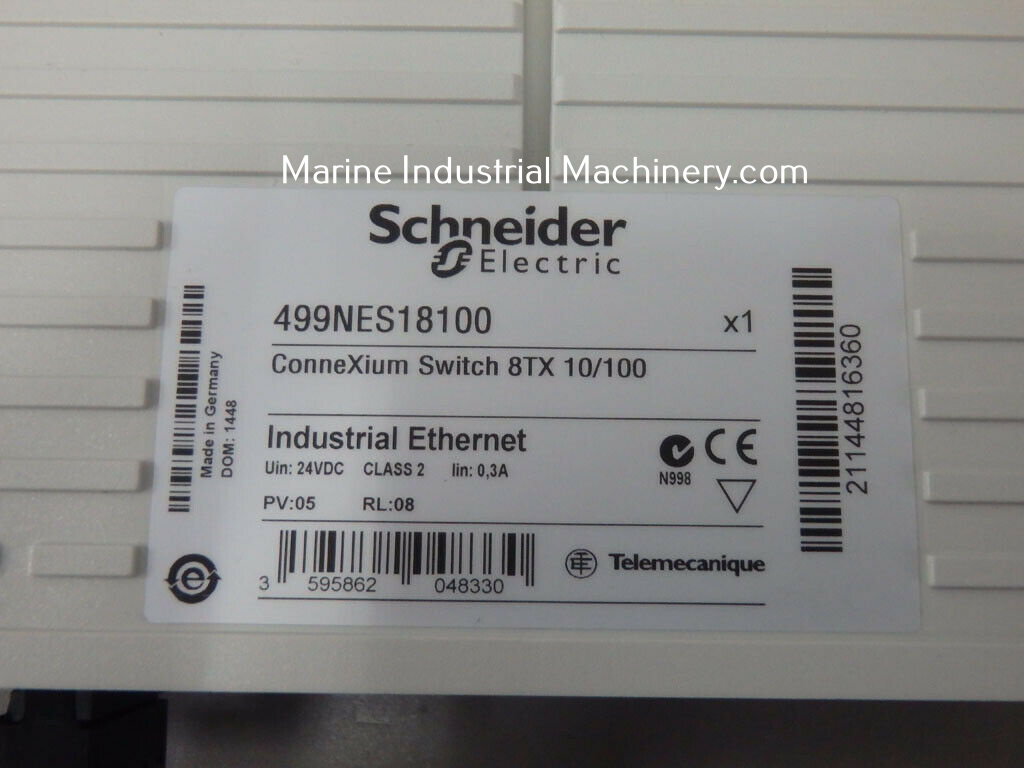 Marine Industrial Machinery.com
Schneider
Electric
499NES18100 x1
ConneXium Switch 8TX 10/100
Made in Germany
DOM: 1448
Industrial Ethernet
Uin: 24VDC CLASS 2 Iin: 0,3A
N998
CE
PV:05 RL:08
3 595862 048330
Telemecanique
e
21144816360